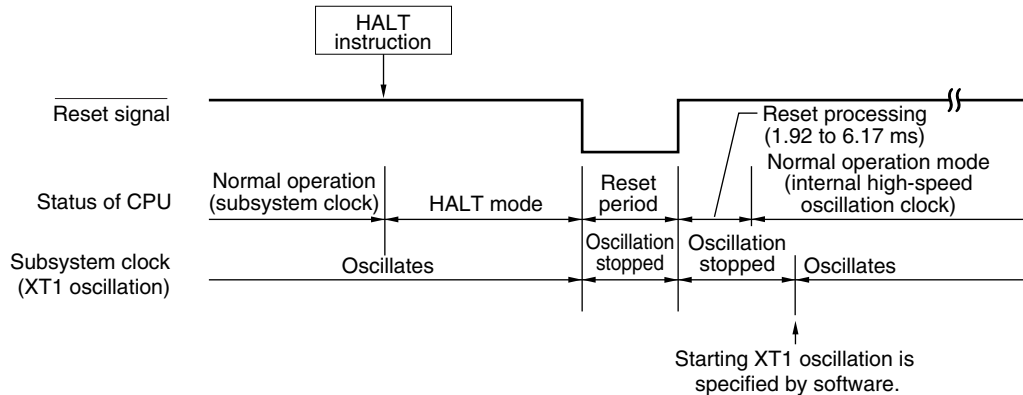 HALT
instruction
Reset signal
Reset processing
(1.92 to 6.17 ms)
Status of CPU
Normal operation
(subsystem clock)
HALT mode
Reset
period
Normal operation mode
(internal high-speed
oscillation clock)
Subsystem clock
(XT1 oscillation)
Oscillates
Oscillation
stopped
Oscillation
stopped
Oscillates
Starting XT1 oscillation is
specified by software.